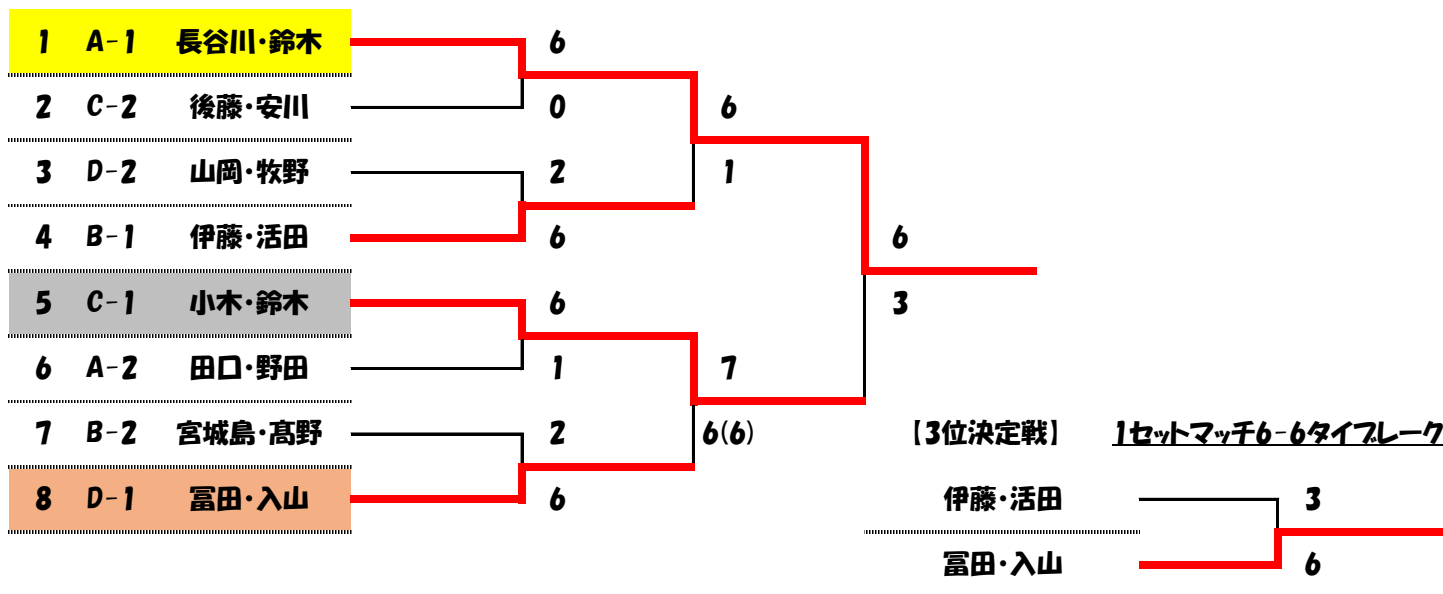 1 A-1 長谷川・鈴木 6
2 C-2 後藤・安川 0 6
3 D-2 山岡・牧野 2 1
4 B-1 伊藤・活田 6 6
5 C-1 小木・鈴木 6 3
6 A-2 田口・野田 1 7
7 B-2 宮城島・髙野 2 6(6) 【3位決定戦】 1セットマッチ6-6タイブレーク
8 D-1 冨田・入山 6 伊藤・活田 3
冨田・入山 6